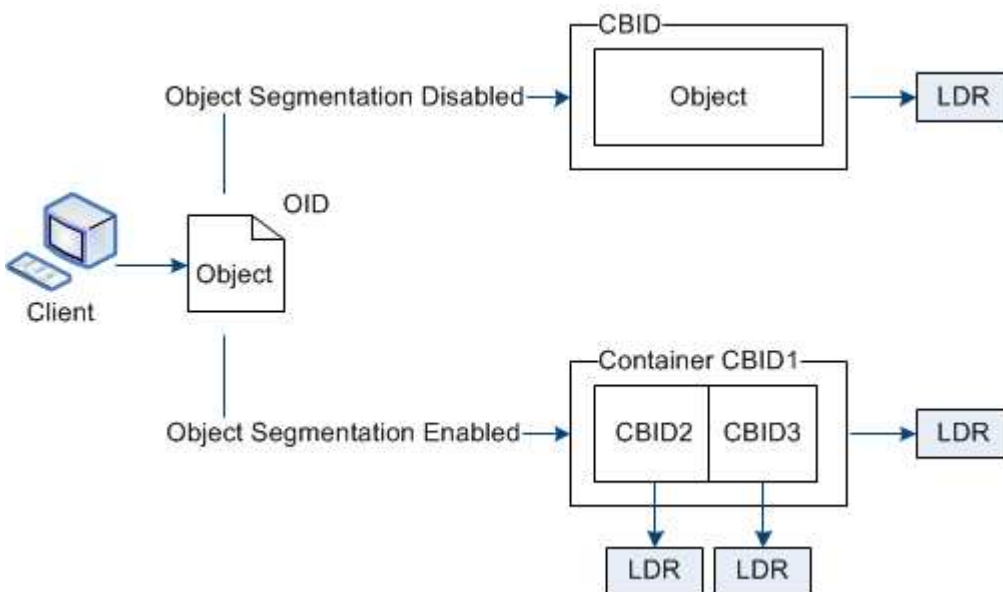 CBID
Object Segmentation Disabled
Object
LDR
OID
Object
Client
Container CBID1
Object Segmentation Enabled
CBID2
CBID3
LDR
LDR
LDR